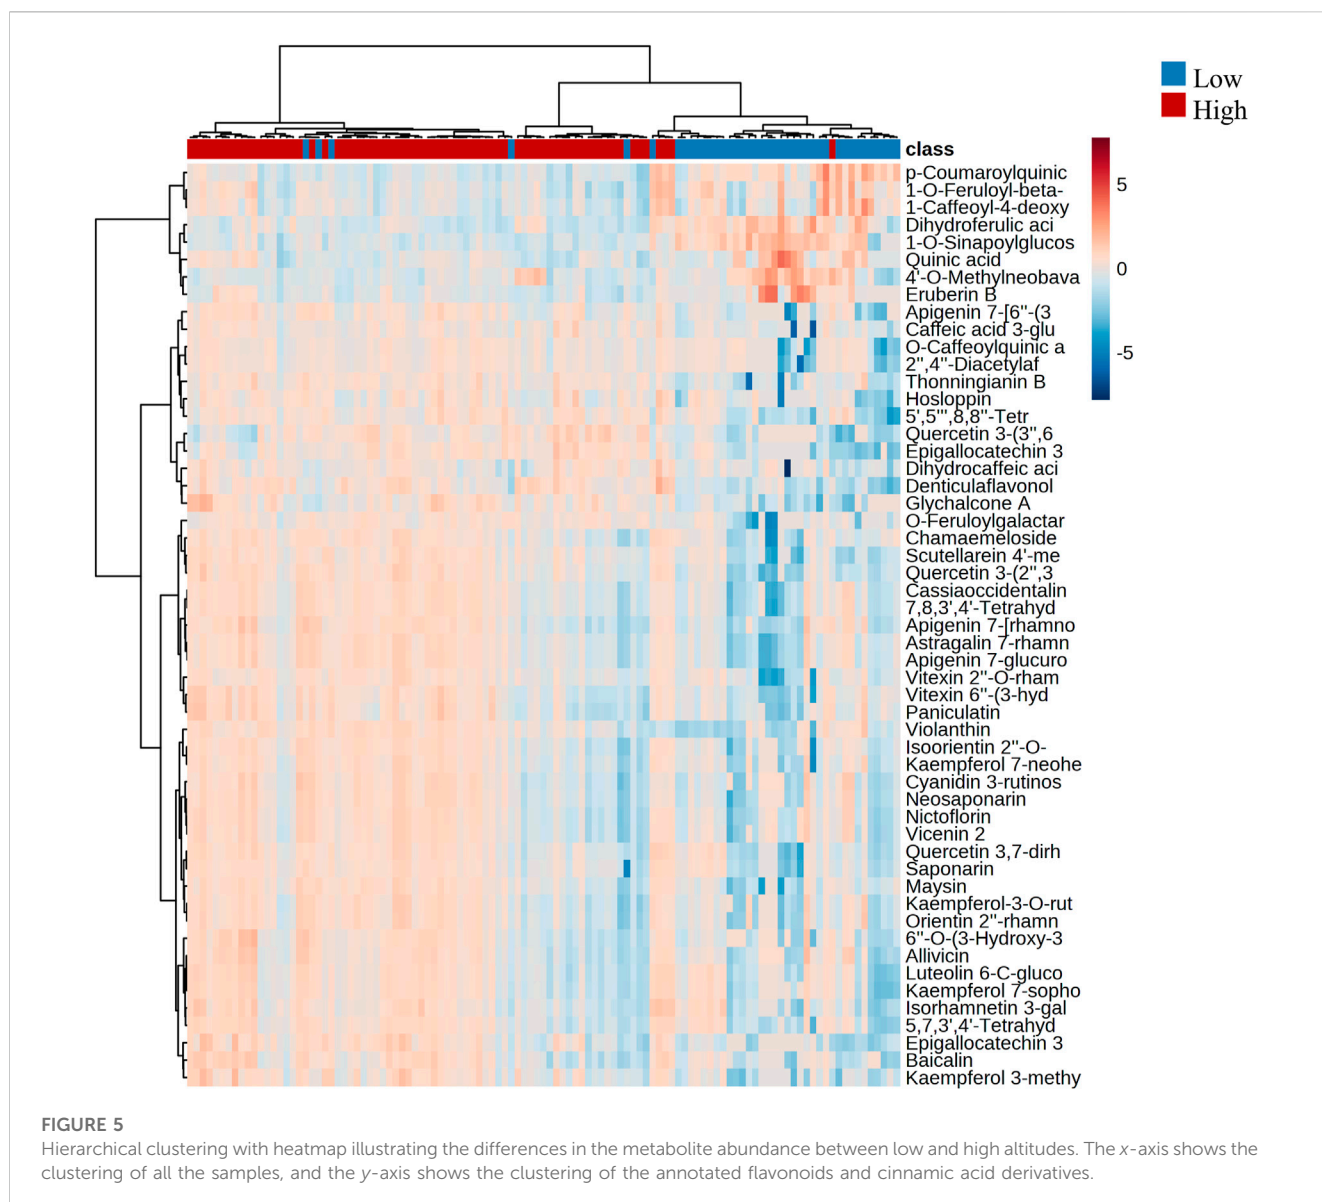 Low
High
class
p-Coumaroylquinic
1-O-Feruloyl-beta-
1-Caffeoyl-4-deoxy
Dihydroferulic aci
1-O-Sinapoylglucos
Quinic acid
4'-O-Methylneobava
Eruberin B
Apigenin 7-[6''-(3
Caffeic acid 3-glu
O-Caffeoylquinic a
2'',4''-Diacetylaf
Thonningianin B
Hosloppin
5',5''',8,8''-Tetr
Quercetin 3-(3'',6
Epigallocatechin 3
Dihydrocaffeic aci
Denticulaflavonol
Glychalcone A
O-Feruloylgalactar
Chamaemeloside
Scutellarein 4'-me
Quercetin 3-(2'',3
Cassiaoccidentalin
7,8,3',4'-Tetrahyd
Apigenin 7-[rhamno
Astragalin 7-rhamn
Apigenin 7-glucuro
Vitexin 2''-O-rham
Vitexin 6''-(3-hyd
Paniculatin
Violanthin
Isoorientin 2''-O-
Kaempferol 7-neohe
Cyanidin 3-rutinos
Neosaponarin
Nictoflorin
Vicenin 2
Quercetin 3,7-dirh
Saponarin
Maysin
Kaempferol-3-O-rut
Orientin 2''-rhamn
6''-O-(3-Hydroxy-3
Allivicin
Luteolin 6-C-gluco
Kaempferol 7-sopho
Isorhamnetin 3-gal
5,7,3',4'-Tetrahyd
Epigallocatechin 3
Baicalin
Kaempferol 3-methy
5
0
-5
FIGURE 5
Hierarchical clustering with heatmap illustrating the differences in the metabolite abundance between low and high altitudes. The x-axis shows the
clustering of all the samples, and the y-axis shows the clustering of the annotated flavonoids and cinnamic acid derivatives.